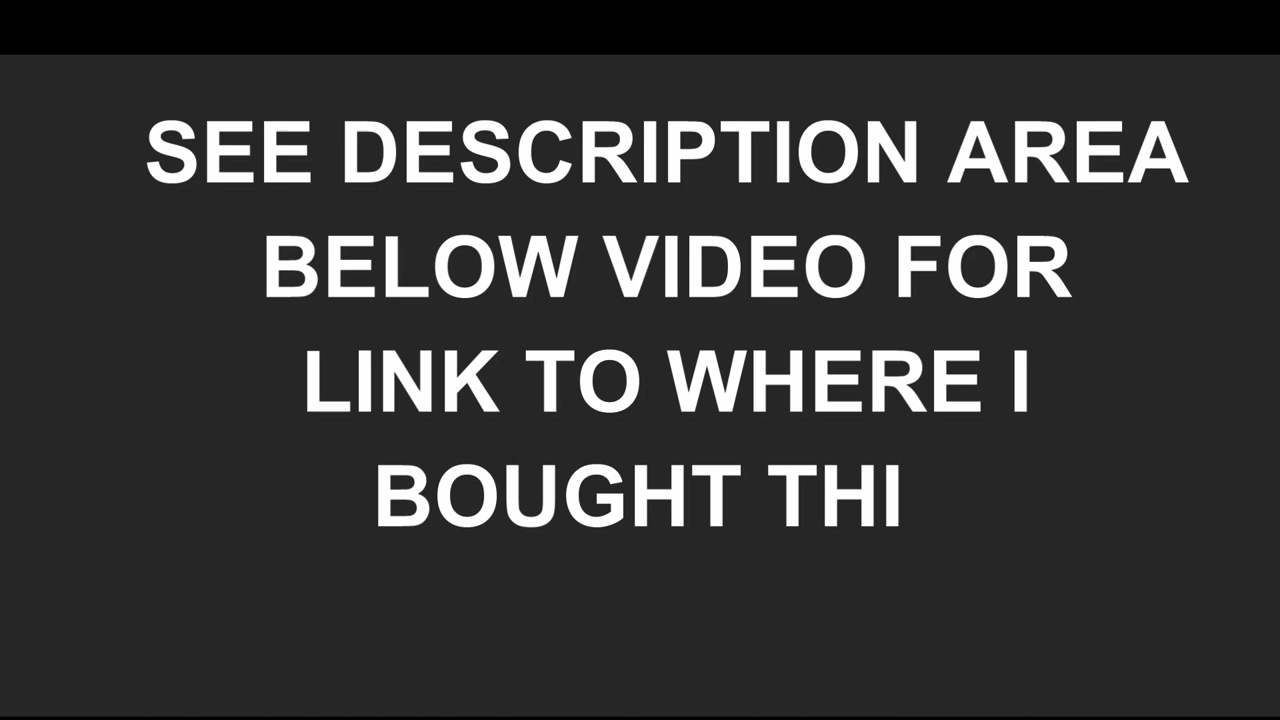 SEE DESCRIPTION AREA
BELOW VIDEO FOR
LINK TO WHERE I
BOUGHT THI